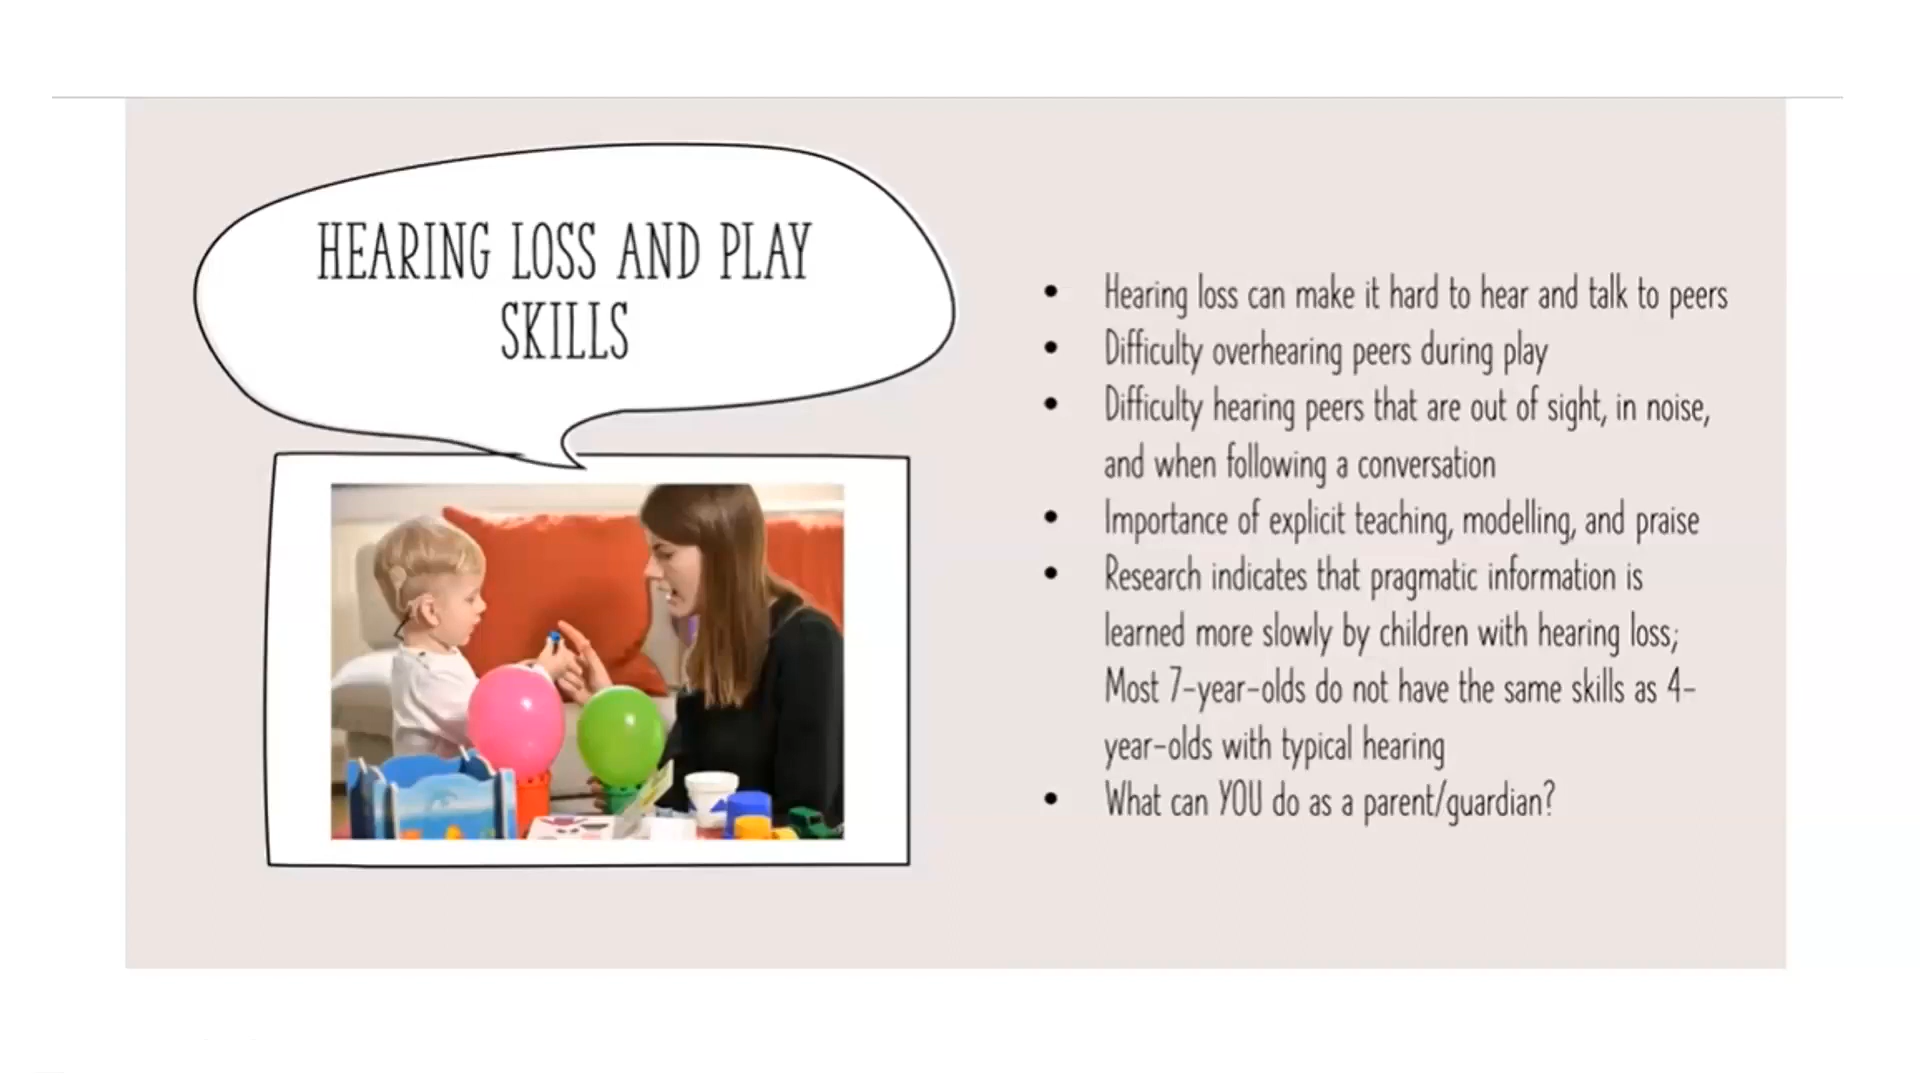 HEARING LOSS AND PLAY
SKILLS
• Hearing loss can make it hard to hear and talk to peers
• Difficulty overhearing peers during play
• Difficulty hearing peers that are out of sight, in noise,
and when following a conversation
• Importance of explicit teaching, modelling, and praise
• Research indicates that pragmatic information is
learned more slowly by children with hearing loss;
Most 7-year-olds do not have the same skills as 4-
year-olds with typical hearing
• What can YOU do as a parent/guardian?